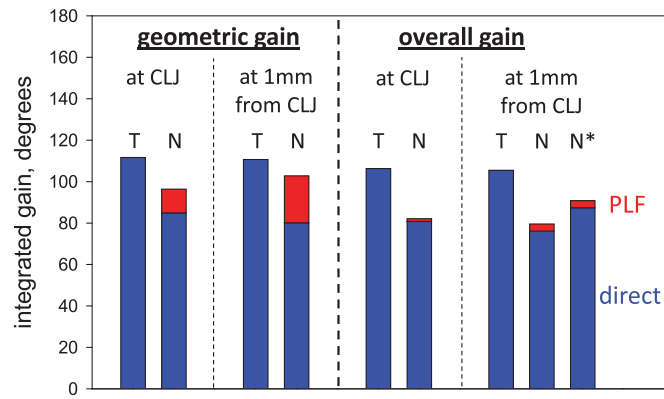 180
160
140
120
100
80
60
40
20
0
integrated gain, degrees
geometric gain
overall gain
at CLJ
at 1mm
from CLJ
at CLJ
at 1mm
from CLJ
T N T N T N T N N*
PLF
direct